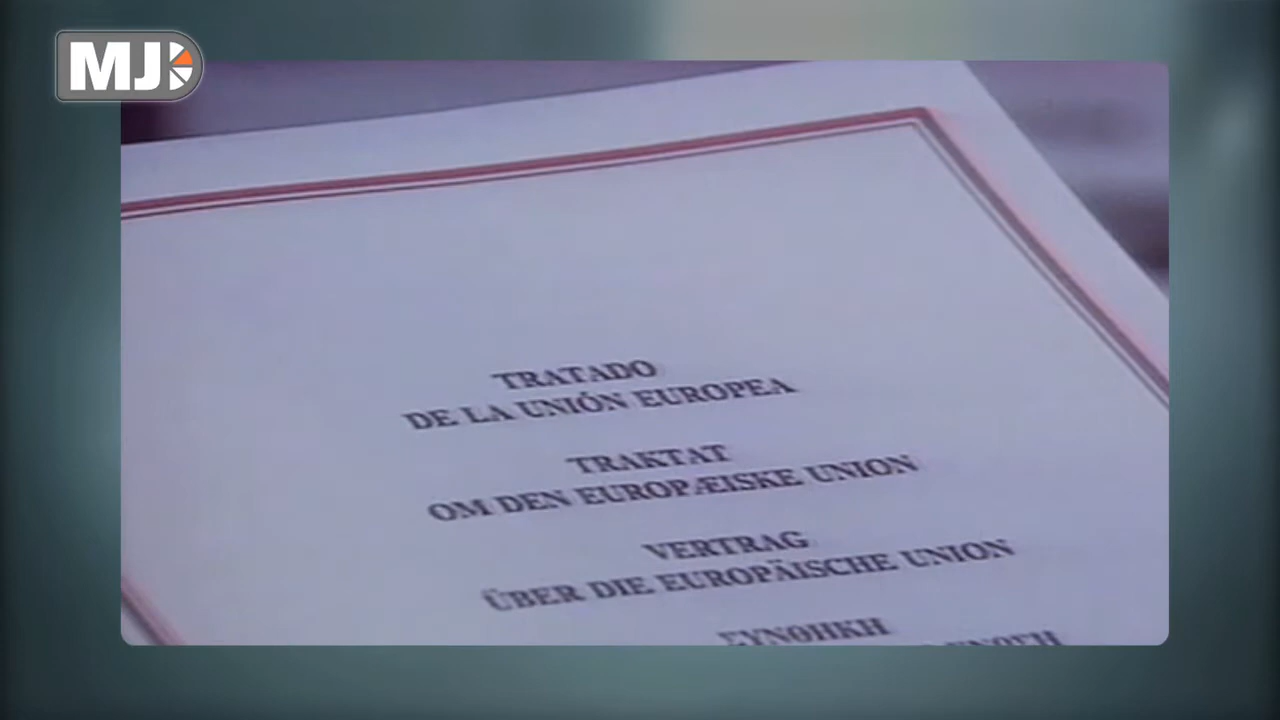 MJ
TRATADO
DE LA UNIÓN EUROPEA
TRAKTAT
OM DEN EUROPÆISKE UNION
VERTRAG
ÜBER DIE EUROPÄISCHE UNION
ΣΥΝΘΗΚΗ